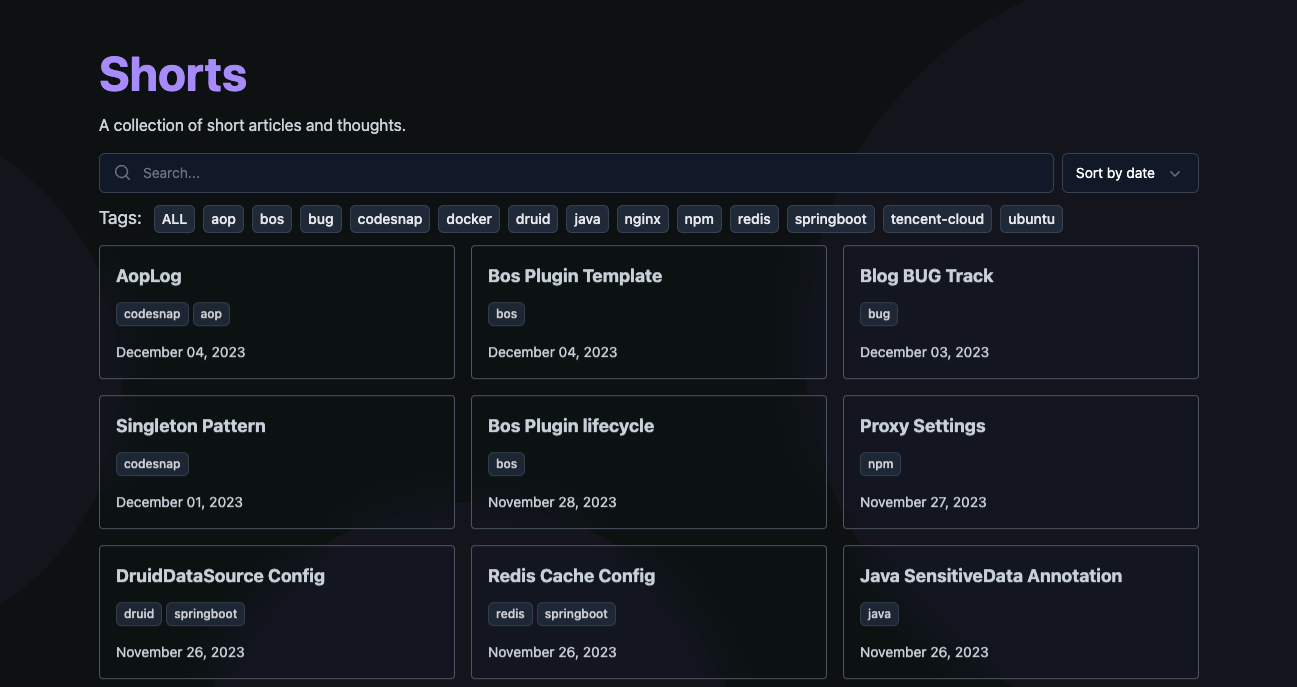 Shorts
A collection of short articles and thoughts.
Search...
Sort by date
Tags: ALL aop bos bug codesnap docker druid java nginx npm redis springboot tencent-cloud ubuntu
AopLog
codesnap aop
December 04, 2023
Bos Plugin Template
bos
December 04, 2023
Blog BUG Track
bug
December 03, 2023
Singleton Pattern
codesnap
December 01, 2023
Bos Plugin lifecycle
bos
November 28, 2023
Proxy Settings
npm
November 27, 2023
DruidDataSource Config
druid springboot
November 26, 2023
Redis Cache Config
redis springboot
November 26, 2023
Java SensitiveData Annotation
java
November 26, 2023